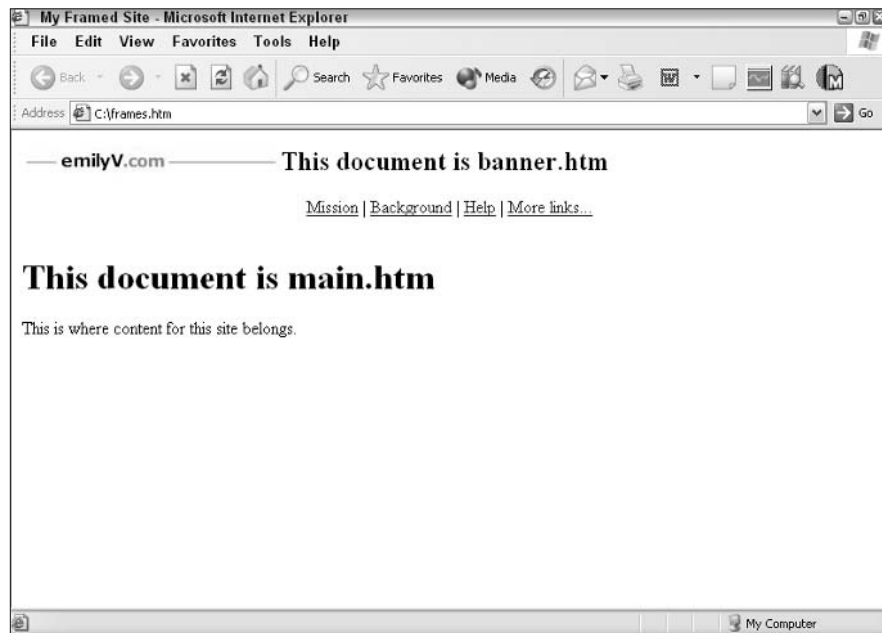 My Framed Site - Microsoft Internet Explorer
File Edit View Favorites Tools Help
Back Search Favorites Media
Address C:\frames.htm Go
emilyV.com This document is banner.htm
Mission | Background | Help | More links...
This document is main.htm
This is where content for this site belongs.
My Computer